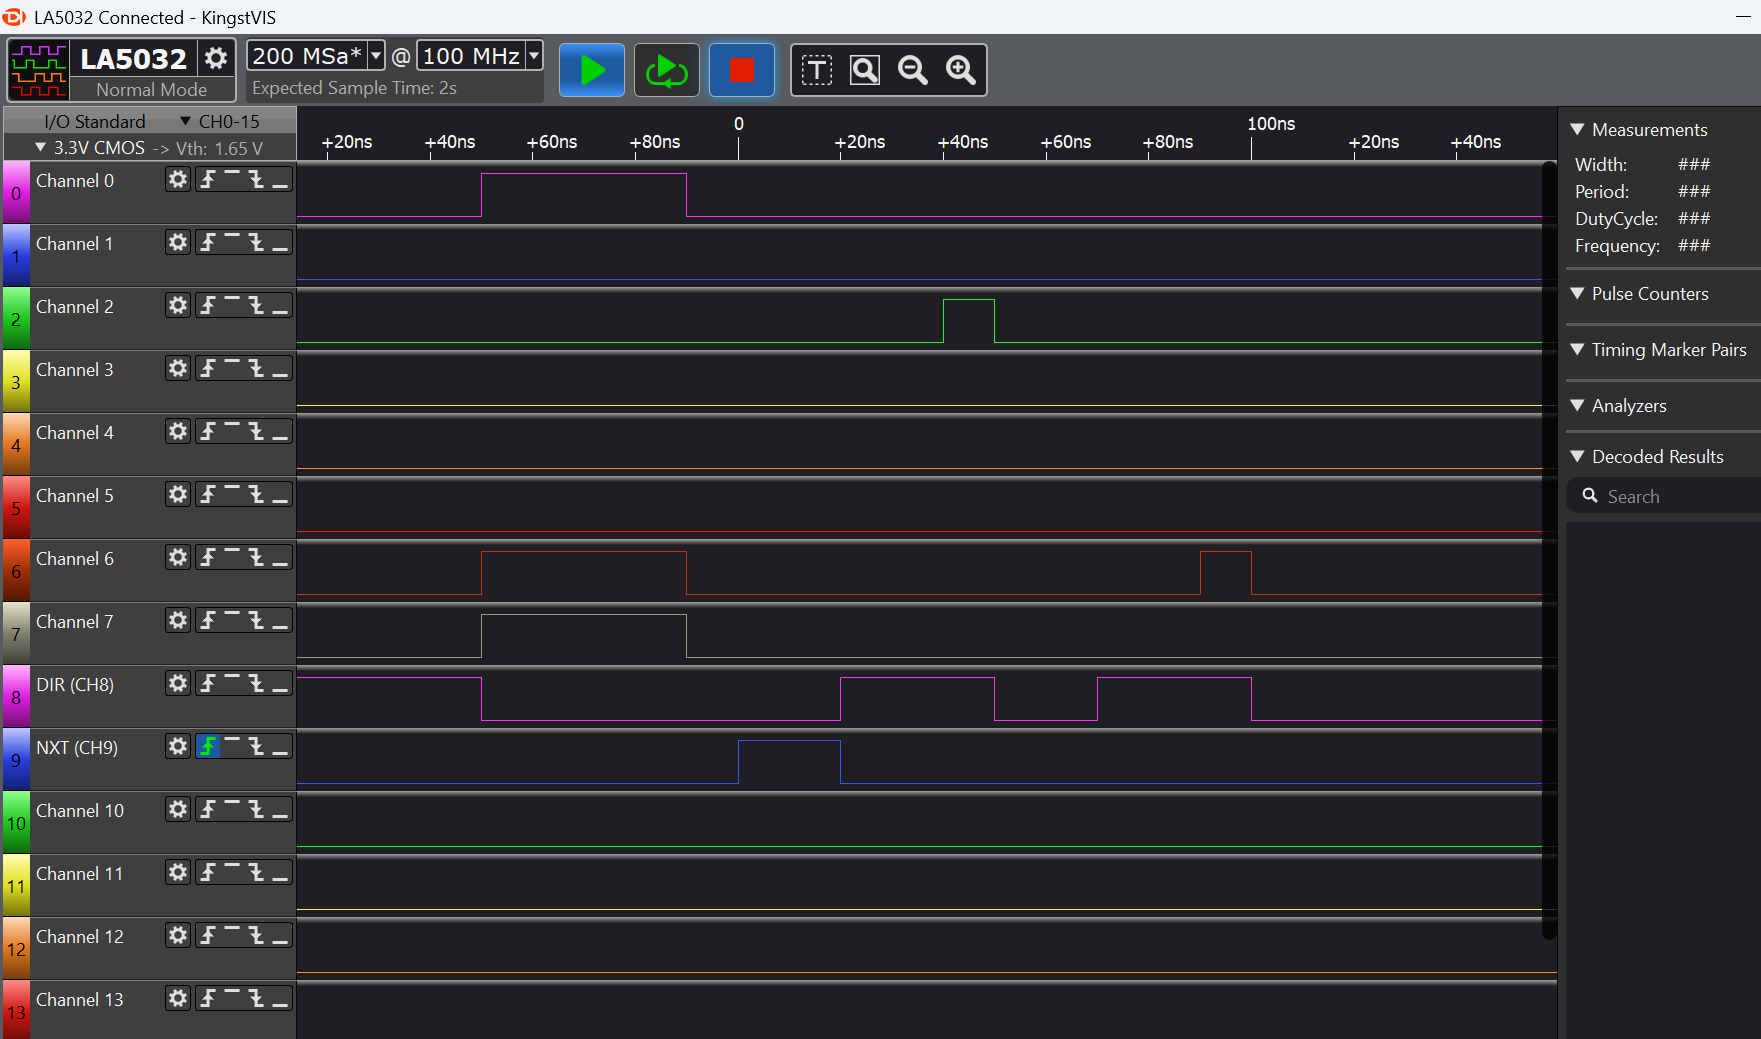 LA5032 Connected - KingstVIS
LA5032
Normal Mode
200 MSa* @ 100 MHz
Expected Sample Time: 2s
T
I/O Standard CH0-15
3.3V CMOS -> Vth: 1.65 V
0 100ns
+20ns +40ns +60ns +80ns +20ns +40ns +60ns +80ns +20ns +40ns
0 Channel 0
1 Channel 1
2 Channel 2
3 Channel 3
4 Channel 4
5 Channel 5
6 Channel 6
7 Channel 7
8 DIR (CH8)
9 NXT (CH9)
10 Channel 10
11 Channel 11
12 Channel 12
13 Channel 13
Measurements
Width: ###
Period: ###
DutyCycle: ###
Frequency: ###
Pulse Counters
Timing Marker Pairs
Analyzers
Decoded Results
Search